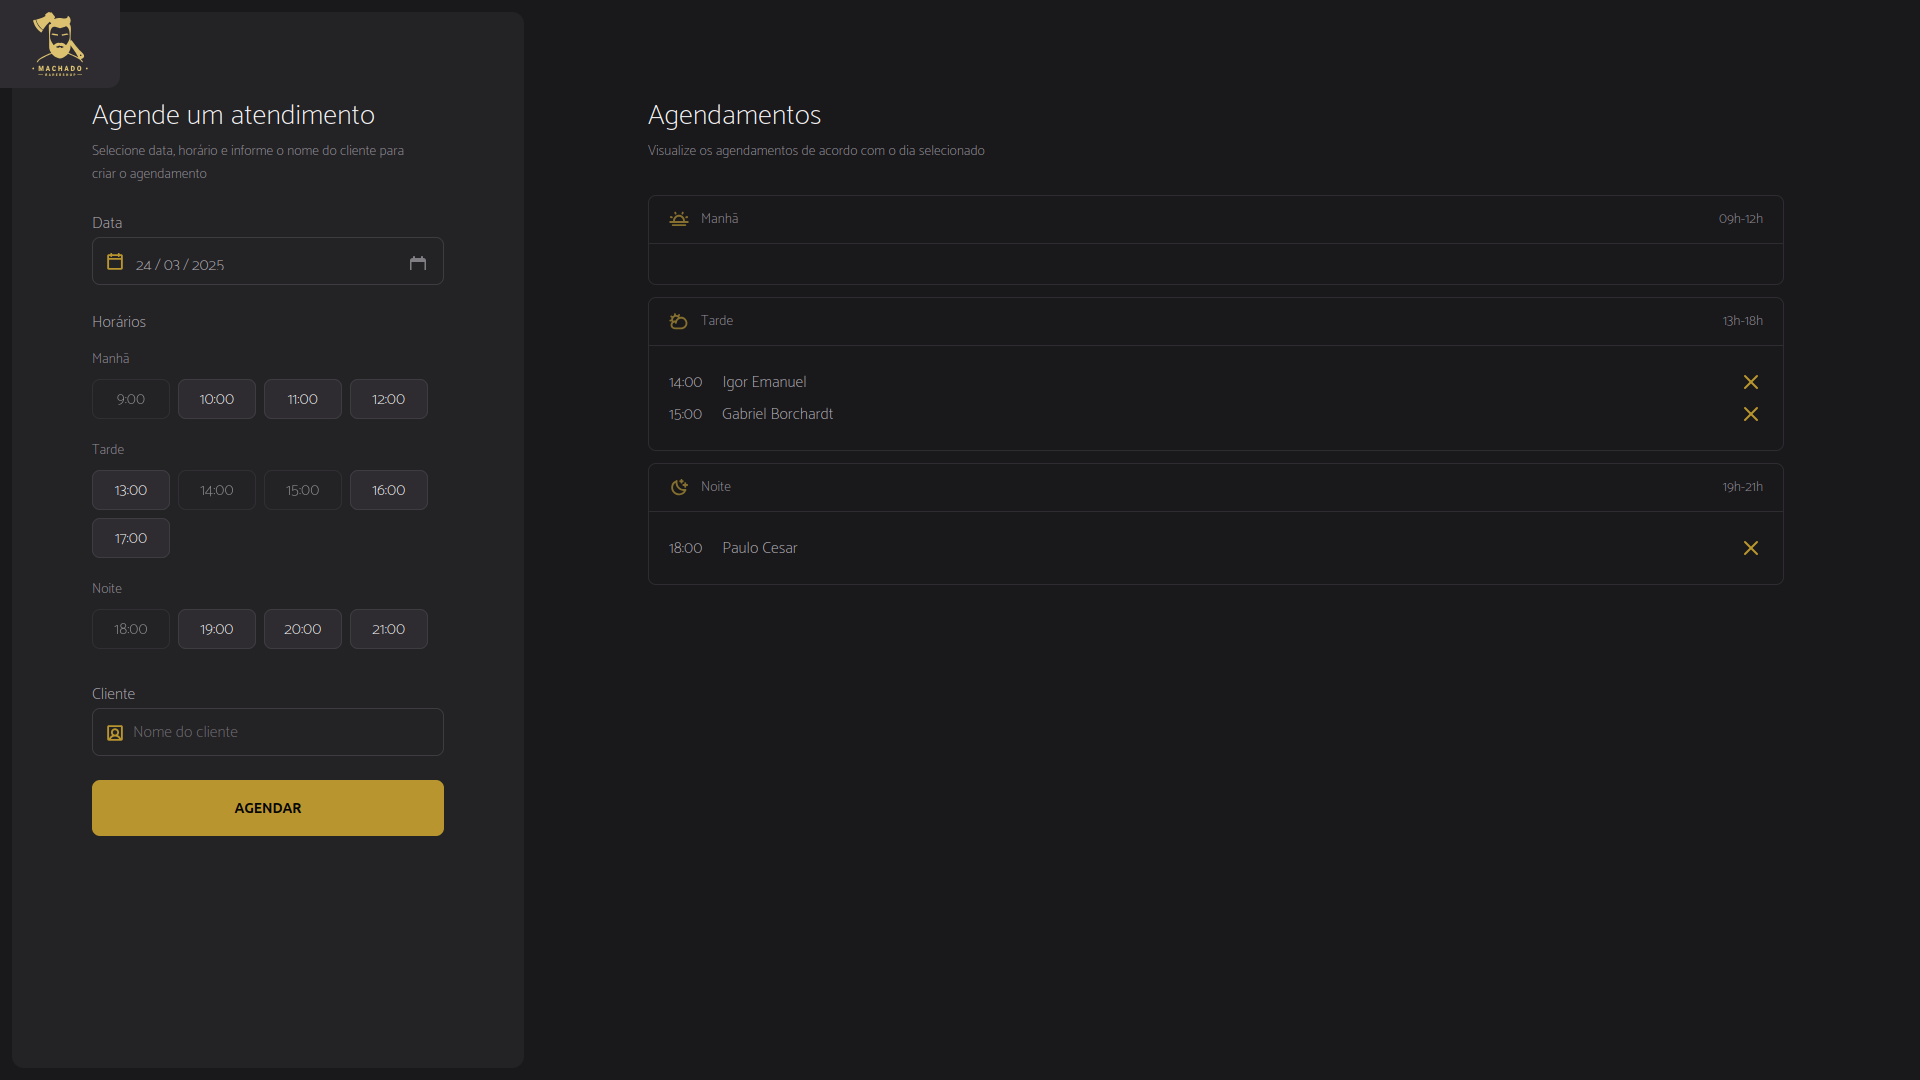 MACHADO
BARBERSHOP
Agende um atendimento
Selecione data, horário e informe o nome do cliente para
criar o agendamento
Data
24 / 03 / 2025
Horários
Manhã
9:00 10:00 11:00 12:00
Tarde
13:00 14:00 15:00 16:00
17:00
Noite
18:00 19:00 20:00 21:00
Cliente
Nome do cliente
AGENDAR
Agendamentos
Visualize os agendamentos de acordo com o dia selecionado
Manhã 09h-12h
Tarde 13h-18h
14:00 Igor Emanuel
15:00 Gabriel Borchardt
Noite 19h-21h
18:00 Paulo Cesar